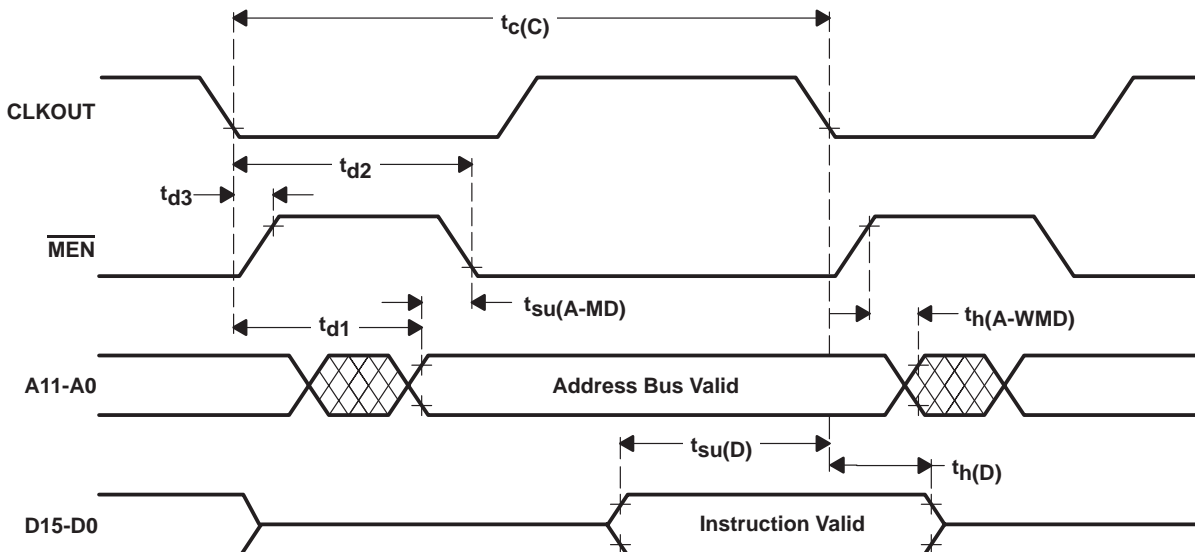 tc(C)
CLKOUT
td2
td3
MEN
tsu(A-MD)
td1
th(A-WMD)
A11-A0
Address Bus Valid
tsu(D)
th(D)
D15-D0
Instruction Valid